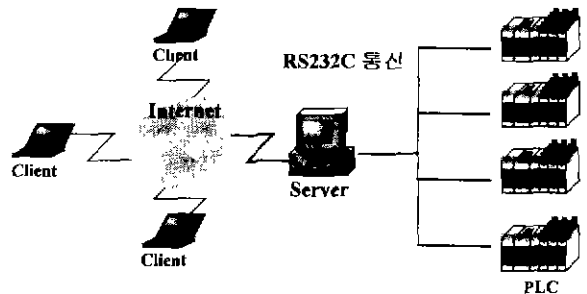 Client
RS232C 통신
Internet
Client
Server
Client
PLC